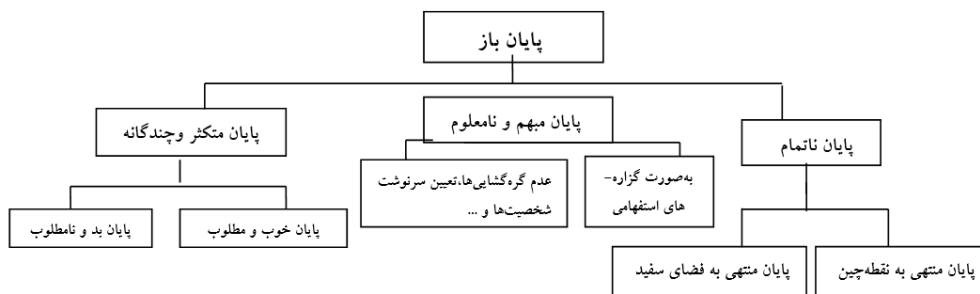 پایان باز
پایان ناتمام
پایان مبهم و نامعلوم
پایان متکثر وچندگانه
پایان منتهی به نقطه‌چین
پایان منتهی به فضای سفید
به‌صورت گزاره-
های استفهامی
عدم گره‌گشایی‌ها،تعیین سرنوشت
شخصیت‌ها و ...
پایان خوب و مطلوب
پایان بد و نامطلوب